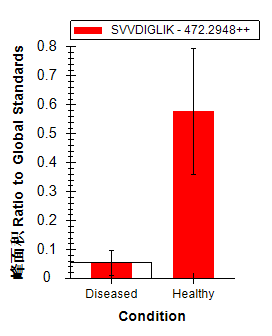 SVVDIGLIK - 472.2948++
0.8
0.7
0.6
0.5
0.4
0.3
0.2
0.1
0
峰面积 Ratio to Global Standards
Diseased Healthy
Condition